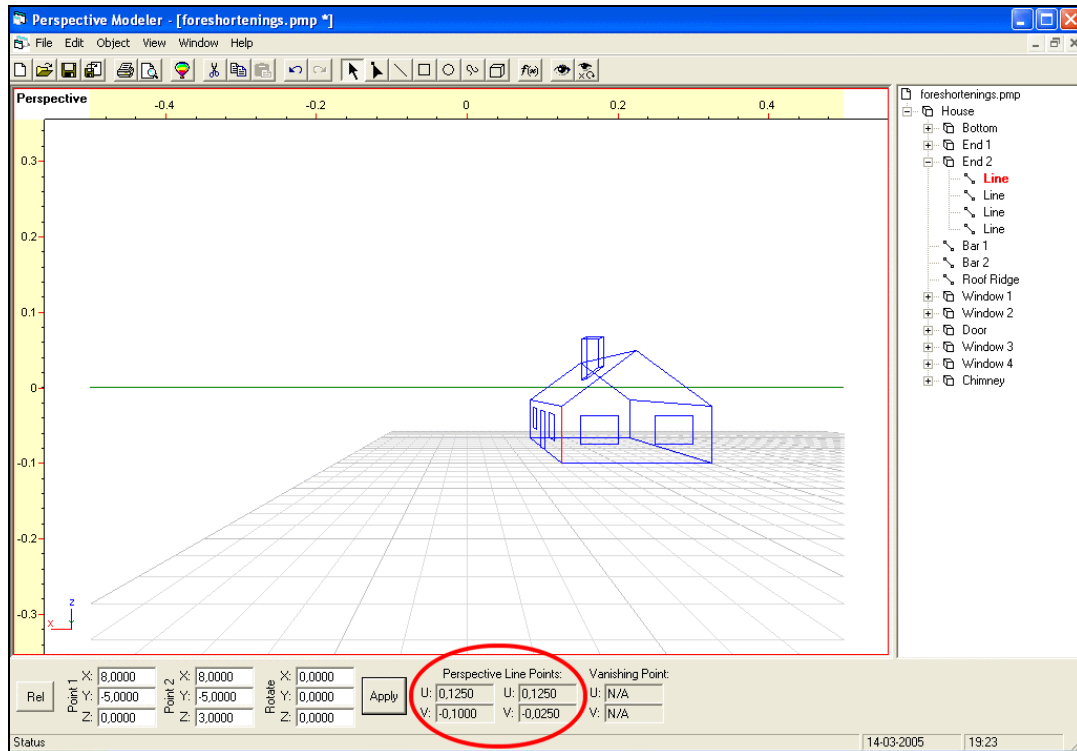 Perspective Modeler - [foreshortenings.pmp *]
File Edit Object View Window Help
f(x)
Perspective
-0.4 -0.2 0 0.2 0.4
0.3
0.2
0.1
0
-0.1
-0.2
-0.3
z
x
foreshortenings.pmp
House
Bottom
End 1
End 2
Line
Line
Line
Line
Bar 1
Bar 2
Roof Ridge
Window 1
Window 2
Door
Window 3
Window 4
Chimney
Rel
Point 1
X: 8,0000
Y: -5,0000
Z: 0,0000
Point 2
X: 8,0000
Y: -5,0000
Z: 3,0000
Rotate
X: 0,0000
Y: 0,0000
Z: 0,0000
Apply
Perspective Line Points:
U: 0,1250 U: 0,1250
V: -0,1000 V: -0,0250
Vanishing Point:
U: N/A
V: N/A
Status 14-03-2005 19:23